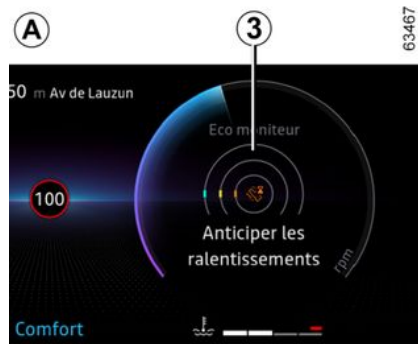 A
3
63467
50 m Av de Lauzun
Eco moniteur
100
Anticiper les
ralentissements
rpm
Comfort